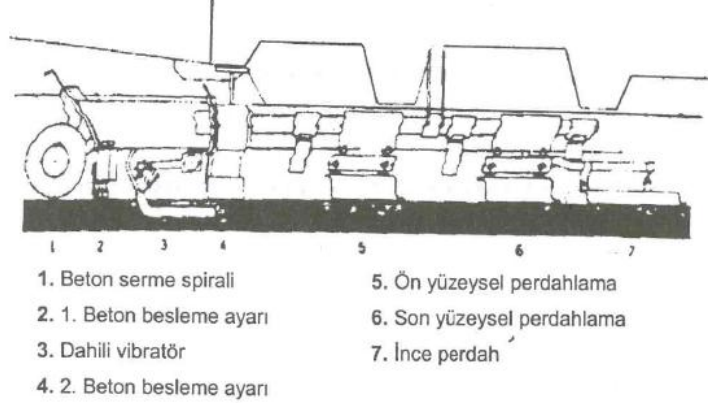 1 2 3 4 5 6 7
1. Beton serme spirali
2. 1. Beton besleme ayarı
3. Dahili vibratör
4. 2. Beton besleme ayarı
5. Ön yüzeysel perdahlama
6. Son yüzeysel perdahlama
7. İnce perdah